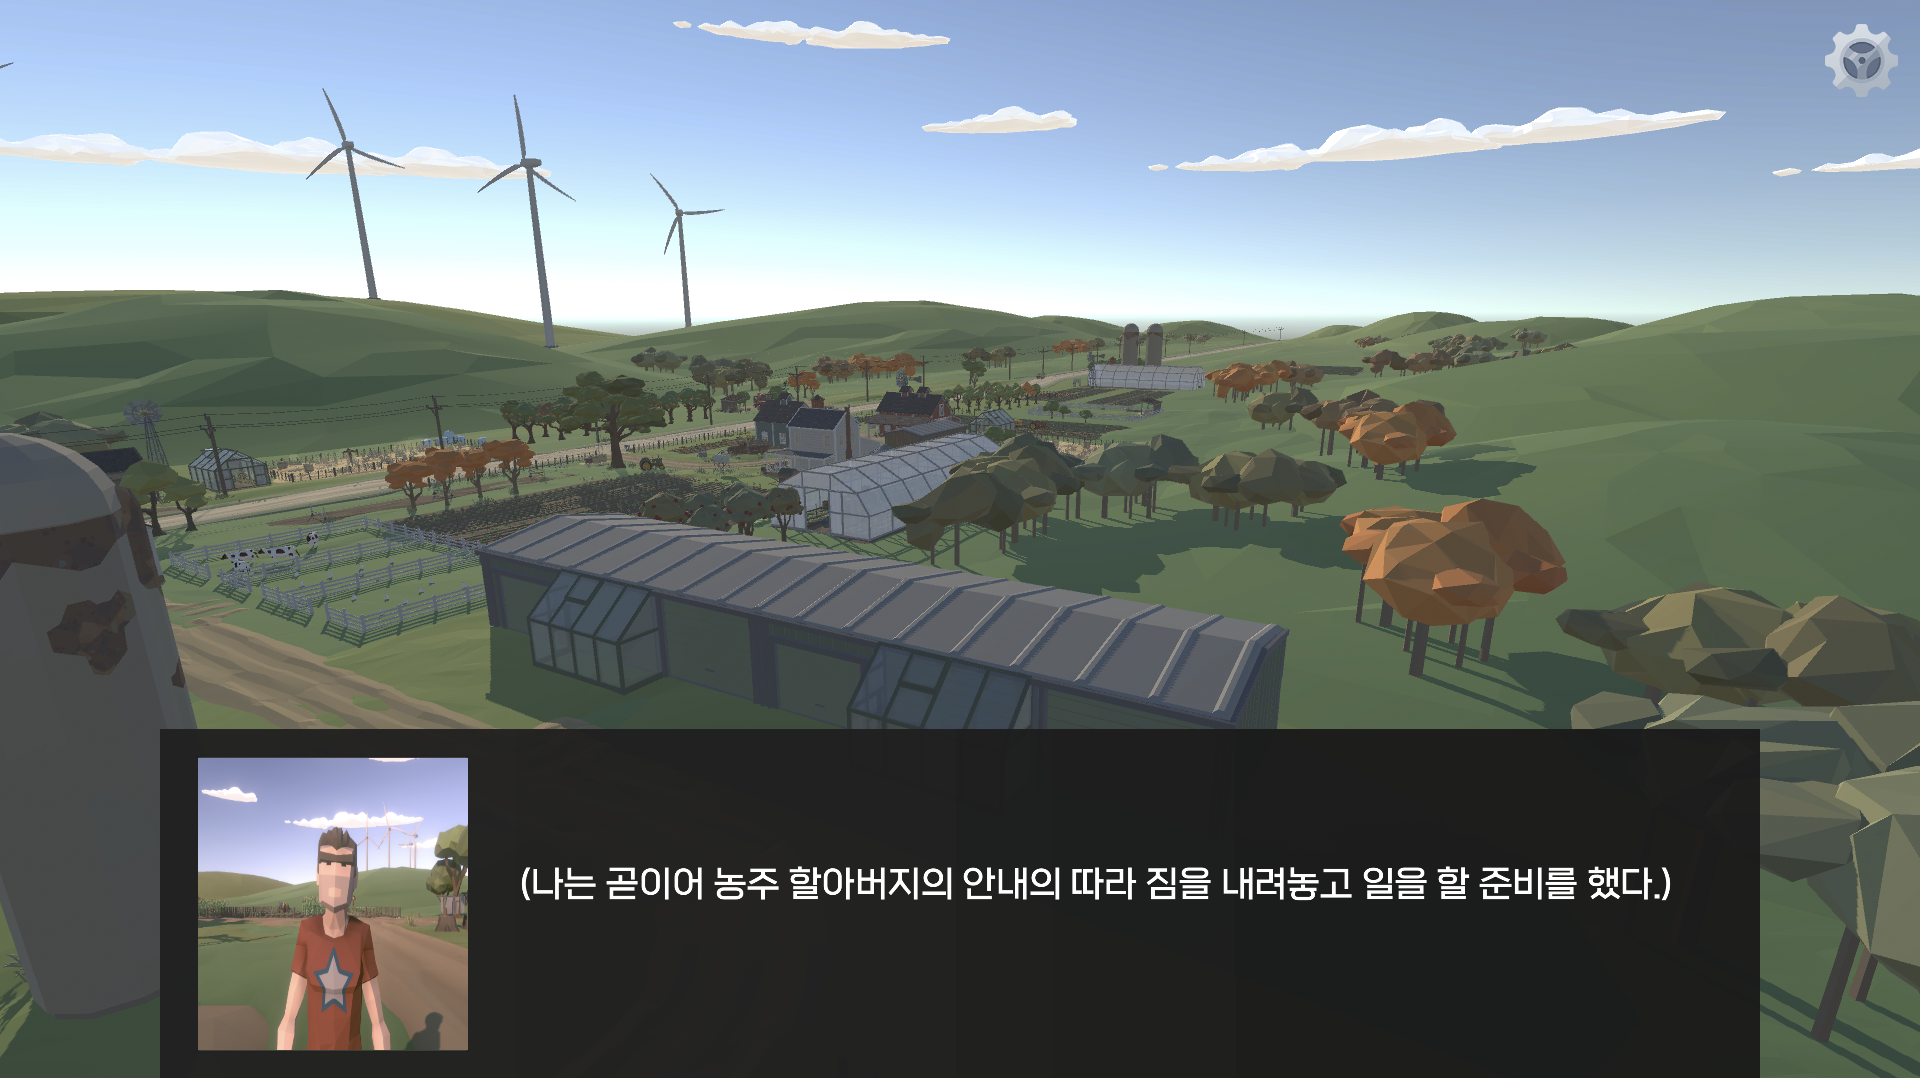 (나는 곧이어 농주 할아버지의 안내의 따라 짐을 내려놓고 일을 할 준비를 했다.)